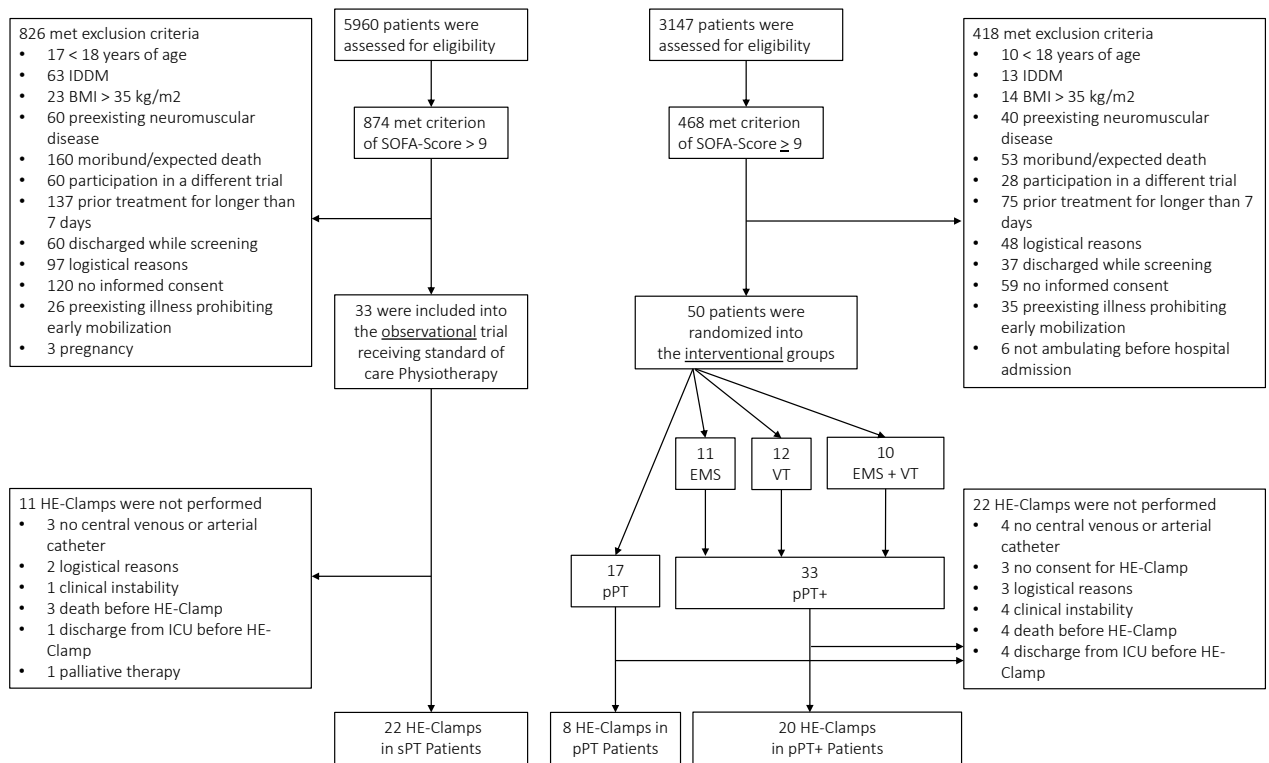 826 met exclusion criteria
• 17 < 18 years of age
• 63 IDDM
• 23 BMI > 35 kg/m2
• 60 preexisting neuromuscular
disease
• 160 moribund/expected death
• 60 participation in a different trial
• 137 prior treatment for longer than
7 days
• 60 discharged while screening
• 97 logistical reasons
• 120 no informed consent
• 26 preexisting illness prohibiting
early mobilization
• 3 pregnancy
5960 patients were
assessed for eligibility
874 met criterion
of SOFA-Score > 9
33 were included into
the observational trial
receiving standard of
care Physiotherapy
3147 patients were
assessed for eligibility
468 met criterion
of SOFA-Score ≥ 9
50 patients were
randomized into
the interventional groups
418 met exclusion criteria
• 10 < 18 years of age
• 13 IDDM
• 14 BMI > 35 kg/m2
• 40 preexisting neuromuscular
disease
• 53 moribund/expected death
• 28 participation in a different trial
• 75 prior treatment for longer than 7
days
• 48 logistical reasons
• 37 discharged while screening
• 59 no informed consent
• 35 preexisting illness prohibiting
early mobilization
• 6 not ambulating before hospital
admission
11
EMS
12
VT
10
EMS + VT
17
pPT
33
pPT+
11 HE-Clamps were not performed
• 3 no central venous or arterial
catheter
• 2 logistical reasons
• 1 clinical instability
• 3 death before HE-Clamp
• 1 discharge from ICU before HE-
Clamp
• 1 palliative therapy
22 HE-Clamps were not performed
• 4 no central venous or arterial
catheter
• 3 no consent for HE-Clamp
• 3 logistical reasons
• 4 clinical instability
• 4 death before HE-Clamp
• 4 discharge from ICU before HE-
Clamp
22 HE-Clamps
in sPT Patients
8 HE-Clamps in
pPT Patients
20 HE-Clamps
in pPT+ Patients